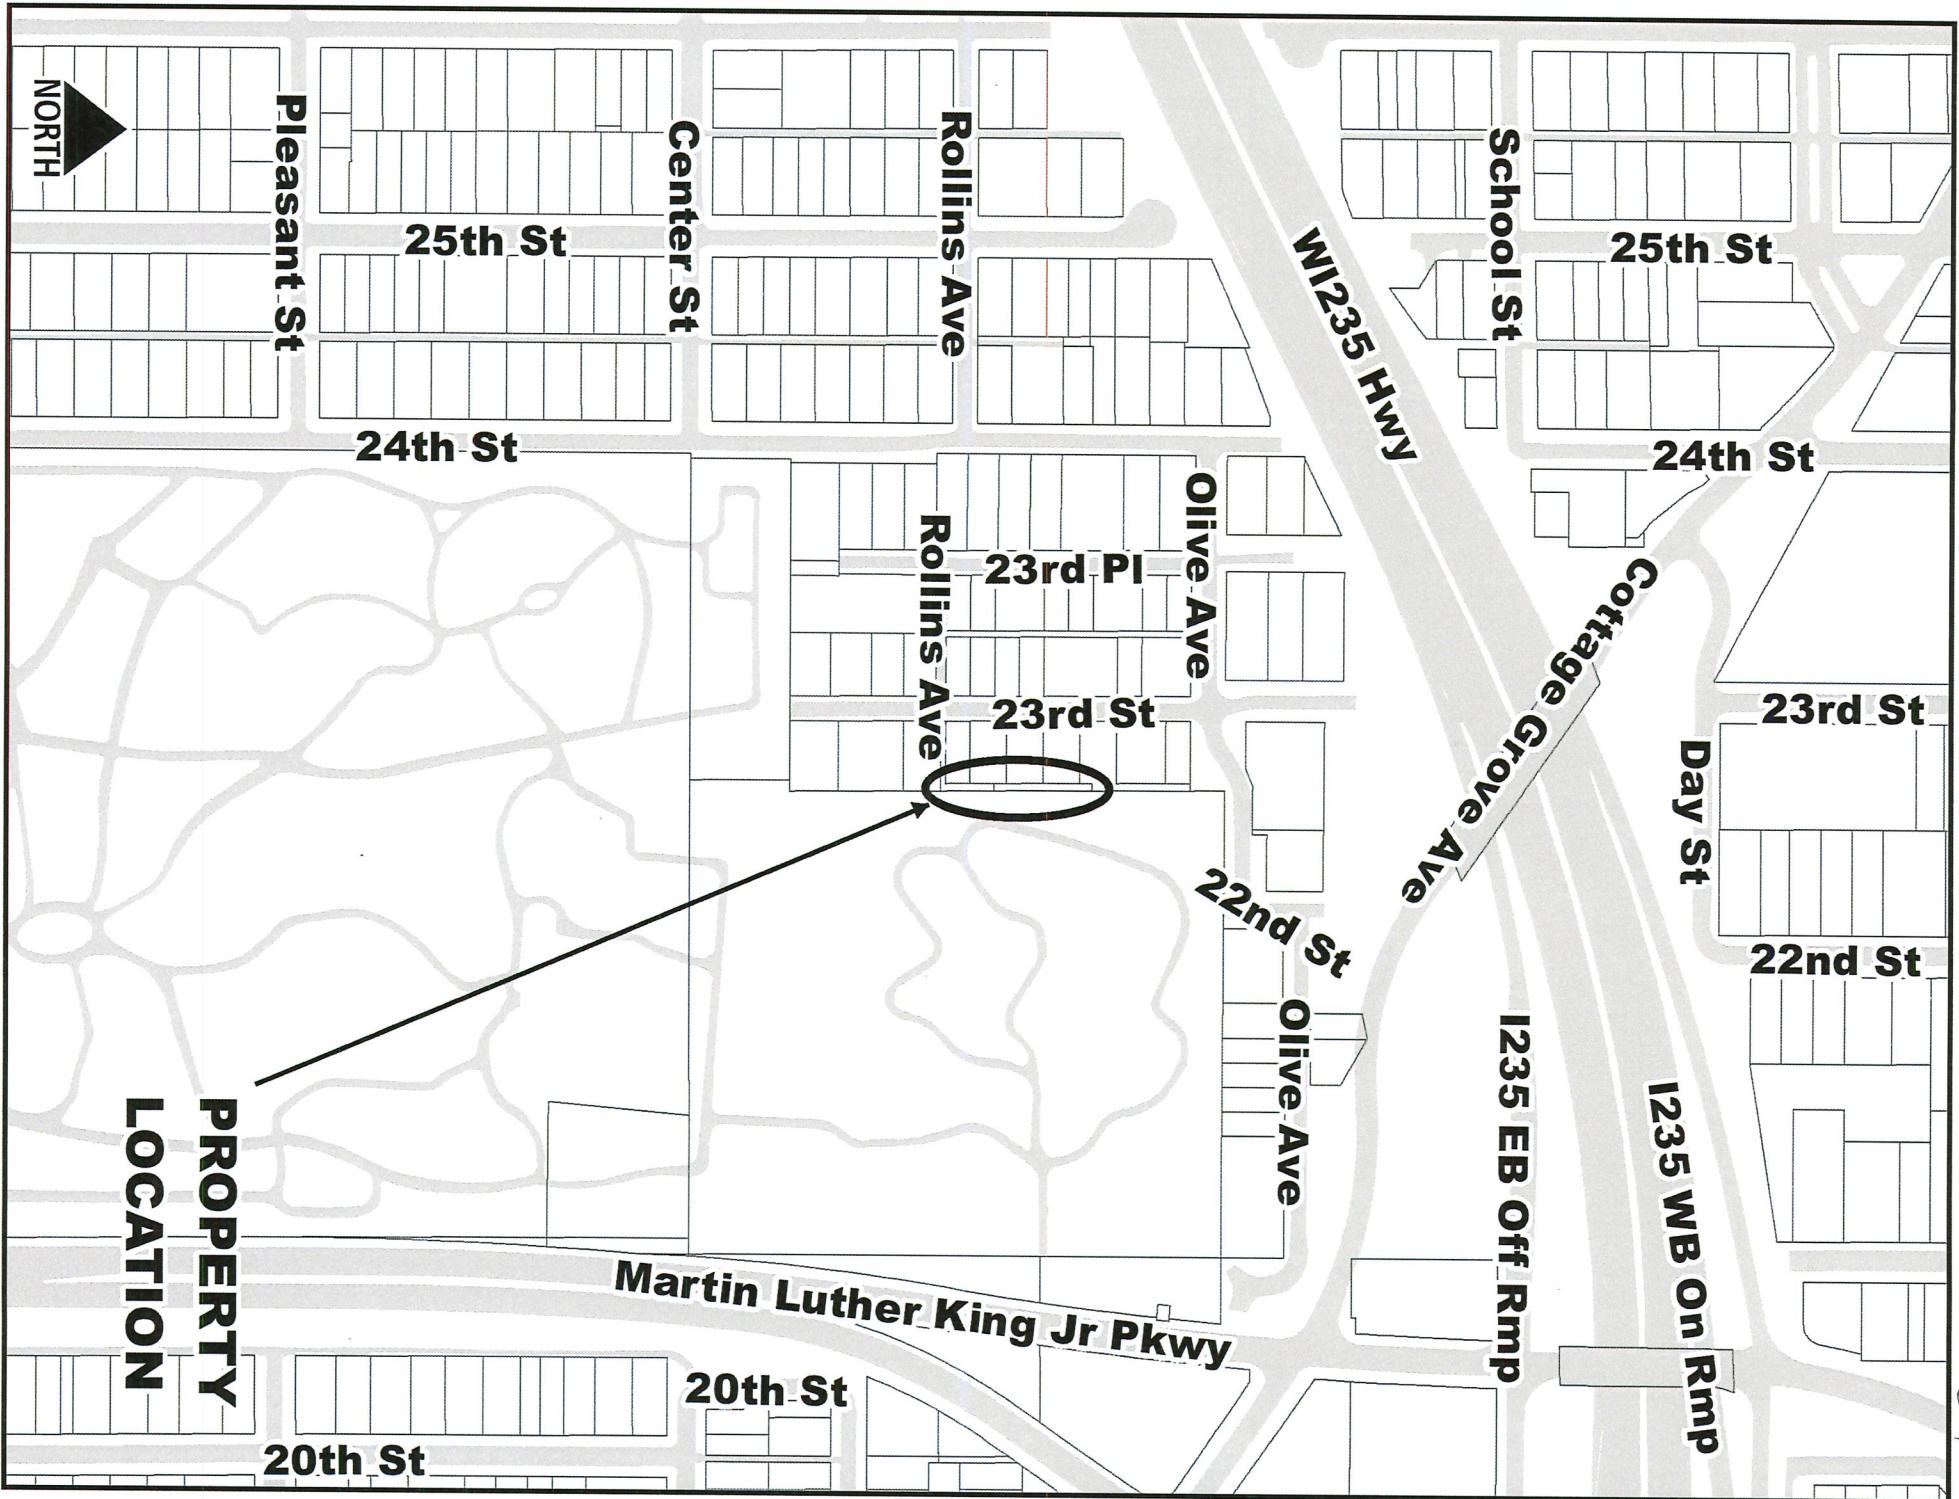 NORTH
Pleasant St
Center St
Rollins Ave
School St
25th St
25th St
WI235 Hwy
24th St
24th St
Olive Ave
Rollins Ave
23rd Pl
Cottage Grove Ave
23rd St
23rd St
Day St
22nd St
22nd St
Olive Ave
I235 EB Off Rmp
I235 WB On Rmp
PROPERTY
LOCATION
Martin Luther King Jr Pkwy
20th St
20th St